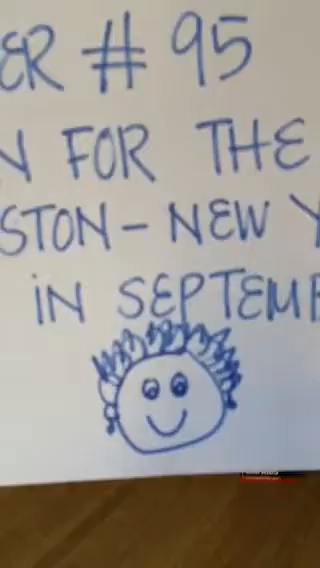 ER # 95
N FOR THE
STON - NEW Y
IN SEPTEM